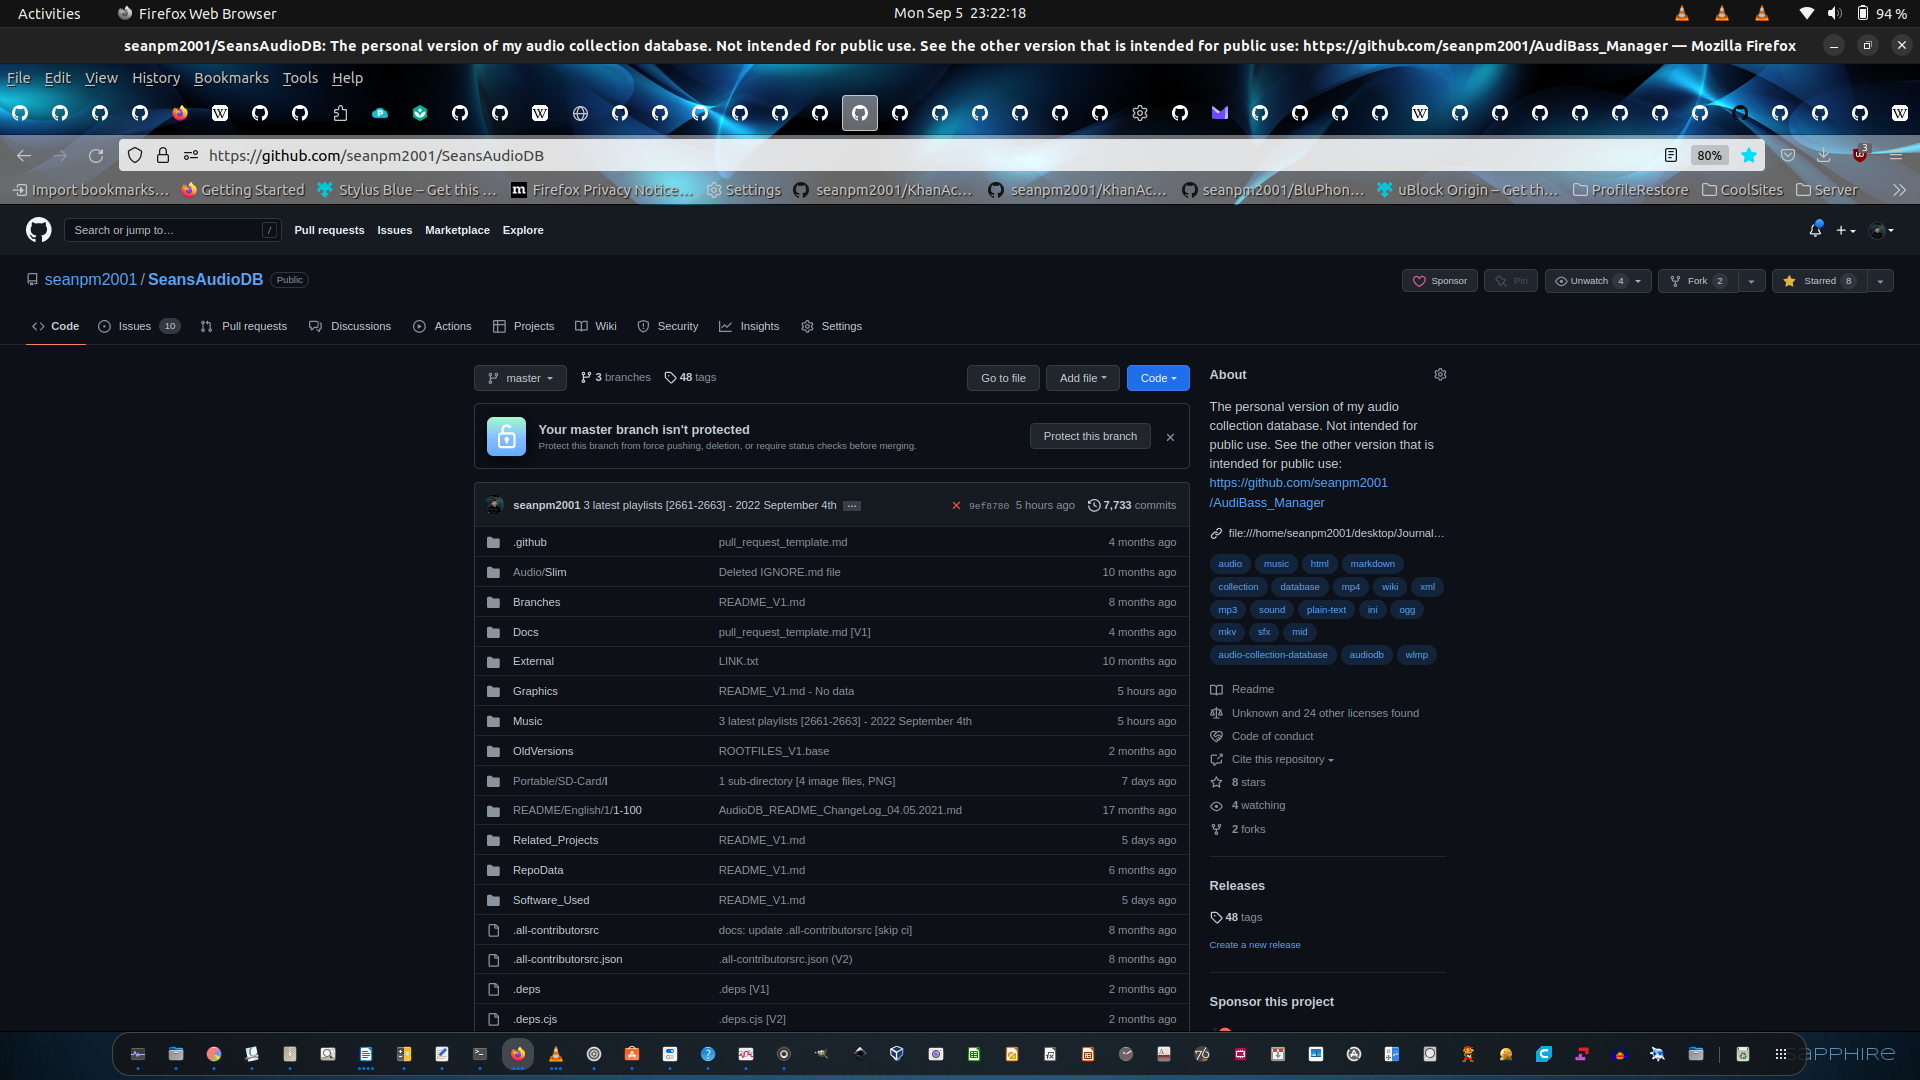 Activities Firefox Web Browser Mon Sep 5 23:22:18 94 %
seanpm2001/SeansAudioDB: The personal version of my audio collection database. Not intended for public use. See the other version that is intended for public use: https://github.com/seanpm2001/AudiBass_Manager — Mozilla Firefox
File Edit View History Bookmarks Tools Help
https://github.com/seanpm2001/SeansAudioDB 80% 3
Import bookmarks… Getting Started Stylus Blue – Get this … Firefox Privacy Notice… Settings seanpm2001/KhanAc… seanpm2001/KhanAc… seanpm2001/BluPhon… uBlock Origin – Get th… ProfileRestore CoolSites Server
Search or jump to… / Pull requests Issues Marketplace Explore
seanpm2001 / SeansAudioDB Public Sponsor Pin Unwatch 4 Fork 2 Starred 8
Code Issues 10 Pull requests Discussions Actions Projects Wiki Security Insights Settings
master 3 branches 48 tags Go to file Add file Code
Your master branch isn't protected
Protect this branch from force pushing, deletion, or require status checks before merging.
Protect this branch
seanpm2001 3 latest playlists [2661-2663] - 2022 September 4th … 9ef8780 5 hours ago 7,733 commits
.github pull_request_template.md 4 months ago
Audio/Slim Deleted IGNORE.md file 10 months ago
Branches README_V1.md 8 months ago
Docs pull_request_template.md [V1] 4 months ago
External LINK.txt 10 months ago
Graphics README_V1.md - No data 5 hours ago
Music 3 latest playlists [2661-2663] - 2022 September 4th 5 hours ago
OldVersions ROOTFILES_V1.base 2 months ago
Portable/SD-Card/I 1 sub-directory [4 image files, PNG] 7 days ago
README/English/1/1-100 AudioDB_README_ChangeLog_04.05.2021.md 17 months ago
Related_Projects README_V1.md 5 days ago
RepoData README_V1.md 6 months ago
Software_Used README_V1.md 5 days ago
.all-contributorsrc docs: update .all-contributorsrc [skip ci] 8 months ago
.all-contributorsrc.json .all-contributorsrc.json (V2) 8 months ago
.deps .deps [V1] 2 months ago
.deps.cjs .deps.cjs [V2] 2 months ago
About
The personal version of my audio
collection database. Not intended for
public use. See the other version that is
intended for public use:
https://github.com/seanpm2001
/AudiBass_Manager
file:///home/seanpm2001/desktop/Journal…
audio music html markdown
collection database mp4 wiki xml
mp3 sound plain-text ini ogg
mkv sfx mid
audio-collection-database audiodb wlmp
Readme
Unknown and 24 other licenses found
Code of conduct
Cite this repository
8 stars
4 watching
2 forks
Releases
48 tags
Create a new release
Sponsor this project
SAPPHIRE